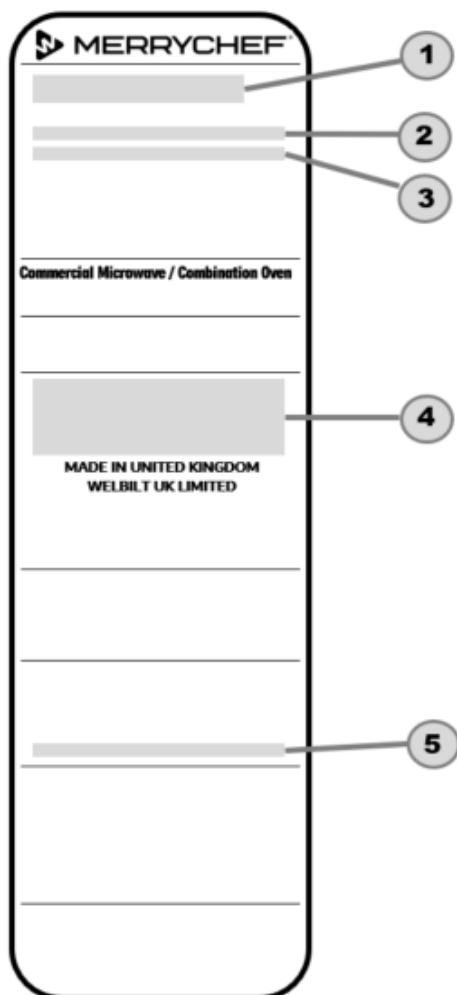 MERRYCHEF
1
2
3
Commercial Microwave / Combination Oven
4
MADE IN UNITED KINGDOM
WELBILT UK LIMITED
5